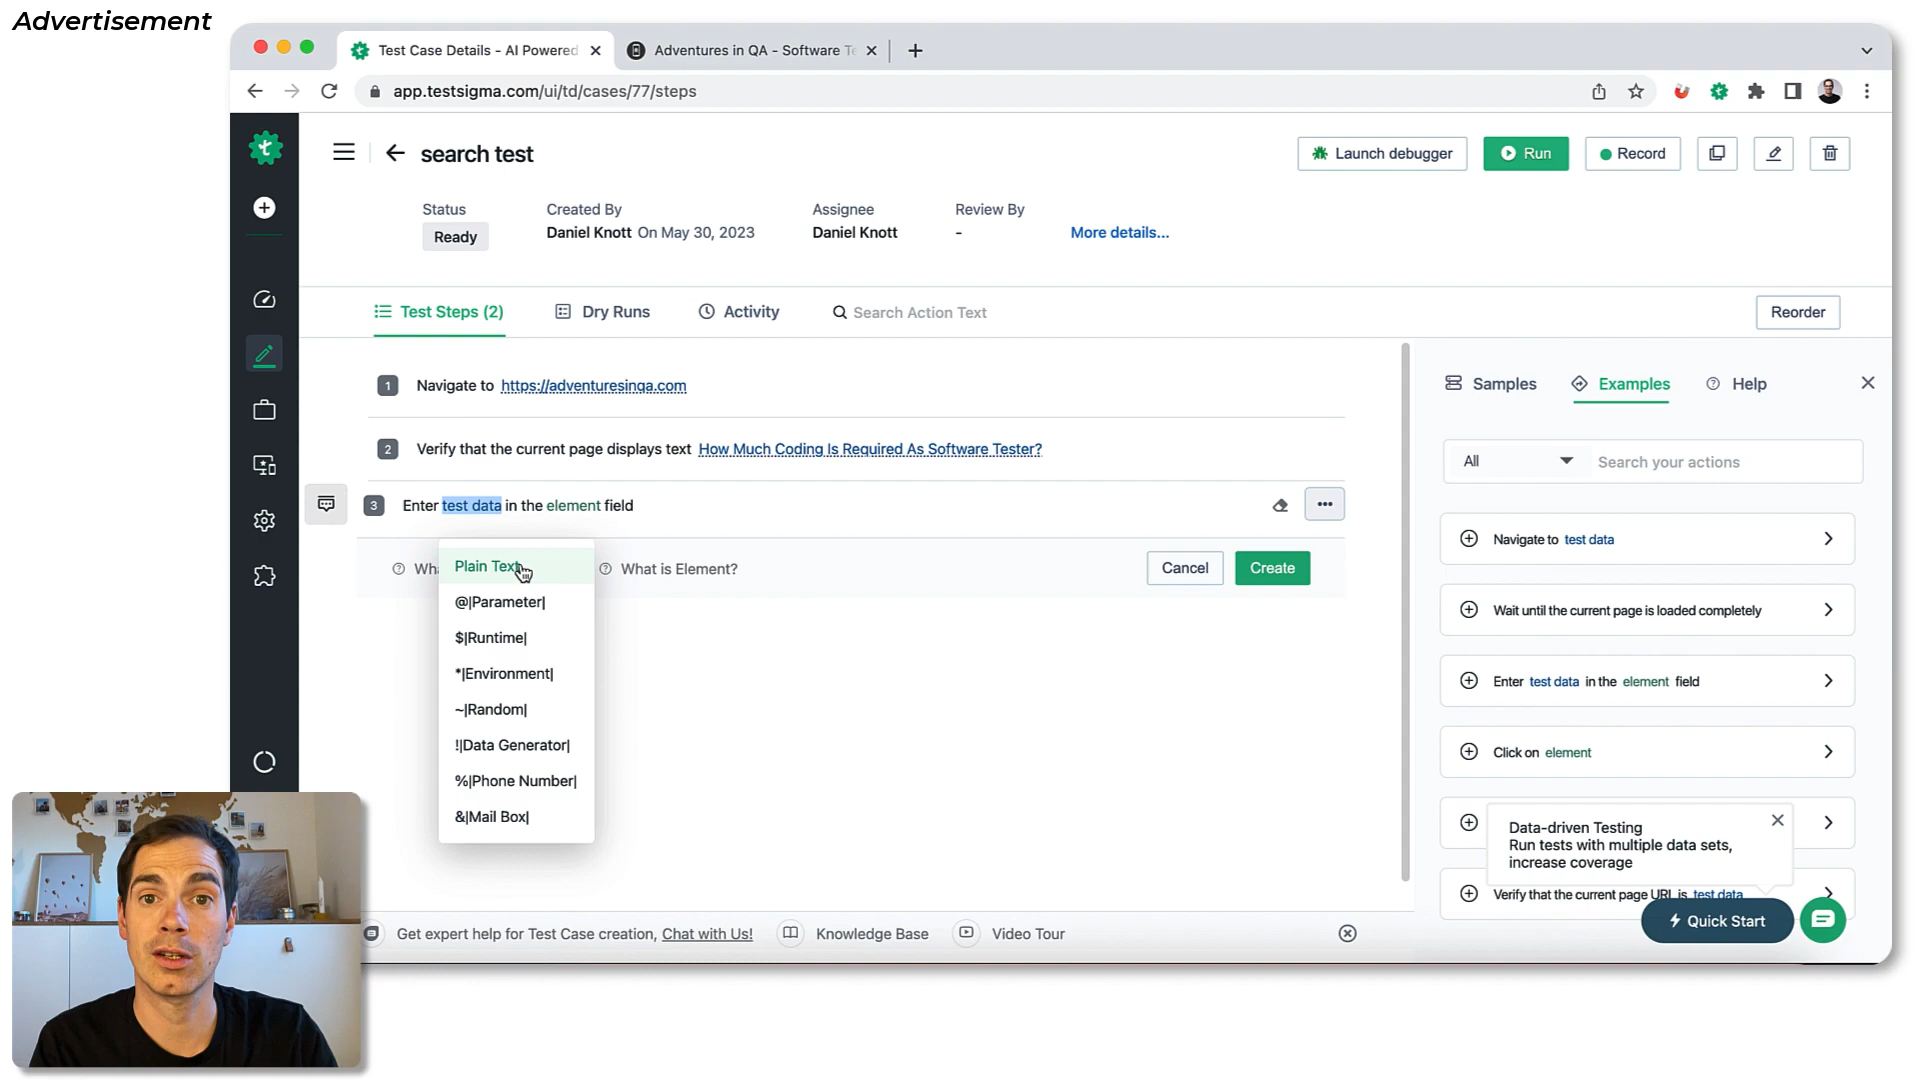 Advertisement
Test Case Details - AI Powered
Adventures in QA - Software Te
app.testsigma.com/ui/td/cases/77/steps
search test
Launch debugger
Run
Record
Status
Created By
Assignee
Review By
Ready
Daniel Knott On May 30, 2023
Daniel Knott
-
More details...
Test Steps (2)
Dry Runs
Activity
Search Action Text
Reorder
1 Navigate to https://adventuresinqa.com
2 Verify that the current page displays text How Much Coding Is Required As Software Tester?
3 Enter test data in the element field
Wha
What is Element?
Cancel
Create
Plain Text
@|Parameter|
$|Runtime|
*|Environment|
~|Random|
!|Data Generator|
%|Phone Number|
&|Mail Box|
Samples
Examples
Help
All
Search your actions
Navigate to test data
Wait until the current page is loaded completely
Enter test data in the element field
Click on element
Data-driven Testing
Run tests with multiple data sets,
increase coverage
Verify that the current page URL is test data
Quick Start
Get expert help for Test Case creation, Chat with Us!
Knowledge Base
Video Tour